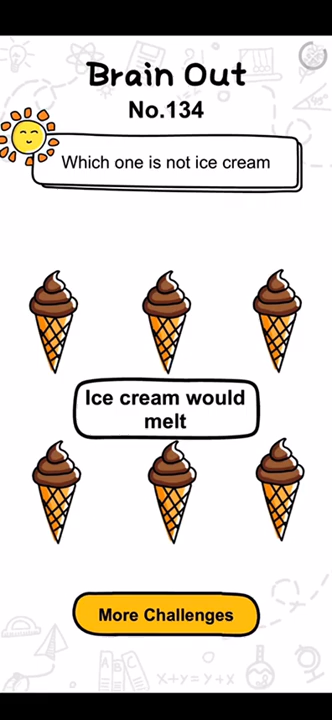 Brain Out
No.134
Which one is not ice cream
Ice cream would
melt
More Challenges
A B C
x+y=y+x